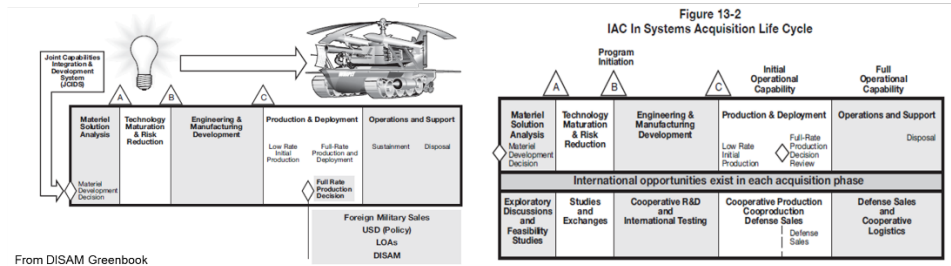 Joint Capabilities
Integration &
Development
System
(JCIDS)
A
B
C
Materiel
Solution
Analysis
Materiel
Development
Decision
Technology
Maturation
& Risk
Reduction
Engineering &
Manufacturing
Development
Production & Deployment
Low Rate
Initial
Production
Full-Rate
Production and
Deployment
Full Rate
Production
Decision
Operations and Support
Sustainment
Disposal
Foreign Military Sales
USD (Policy)
LOAs
DISAM
From DISAM Greenbook
Figure 13-2
IAC In Systems Acquisition Life Cycle
Program
Initiation
Initial
Operational
Capability
Full
Operational
Capability
A
B
C
Materiel
Solution
Analysis
Materiel
Development
Decision
Technology
Maturation
& Risk
Reduction
Engineering &
Manufacturing
Development
Production & Deployment
Low Rate
Initial
Production
Full-Rate
Production
Decision
Review
Operations and Support
Disposal
International opportunities exist in each acquisition phase
Exploratory
Discussions
and
Feasibility
Studies
Studies
and
Exchanges
Cooperative R&D
and
International Testing
Cooperative Production
Coproduction
Defense Sales
Defense
Sales
Defense Sales
and
Cooperative
Logistics